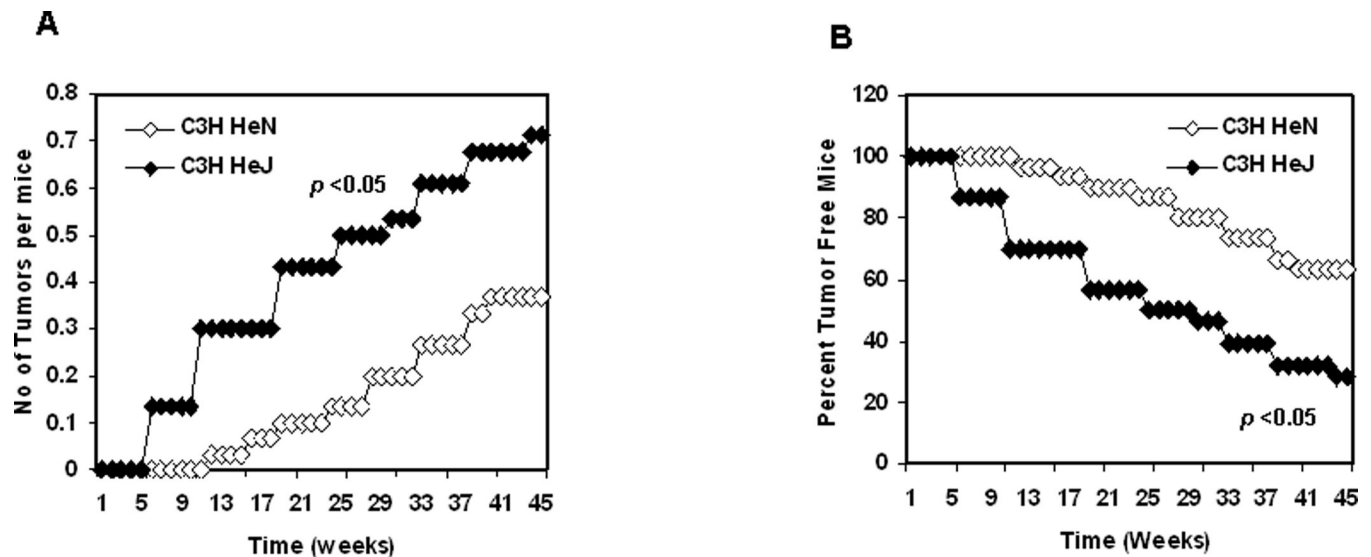 A
No of Tumors per mice
0.8
0.7
0.6
0.5
0.4
0.3
0.2
0.1
0
C3H HeN
C3H HeJ
p <0.05
1 5 9 13 17 21 25 29 33 37 41 45
Time (weeks)
B
Percent Tumor Free Mice
120
100
80
60
40
20
0
C3H HeN
C3H HeJ
p <0.05
1 5 9 13 17 21 25 29 33 37 41 45
Time (Weeks)